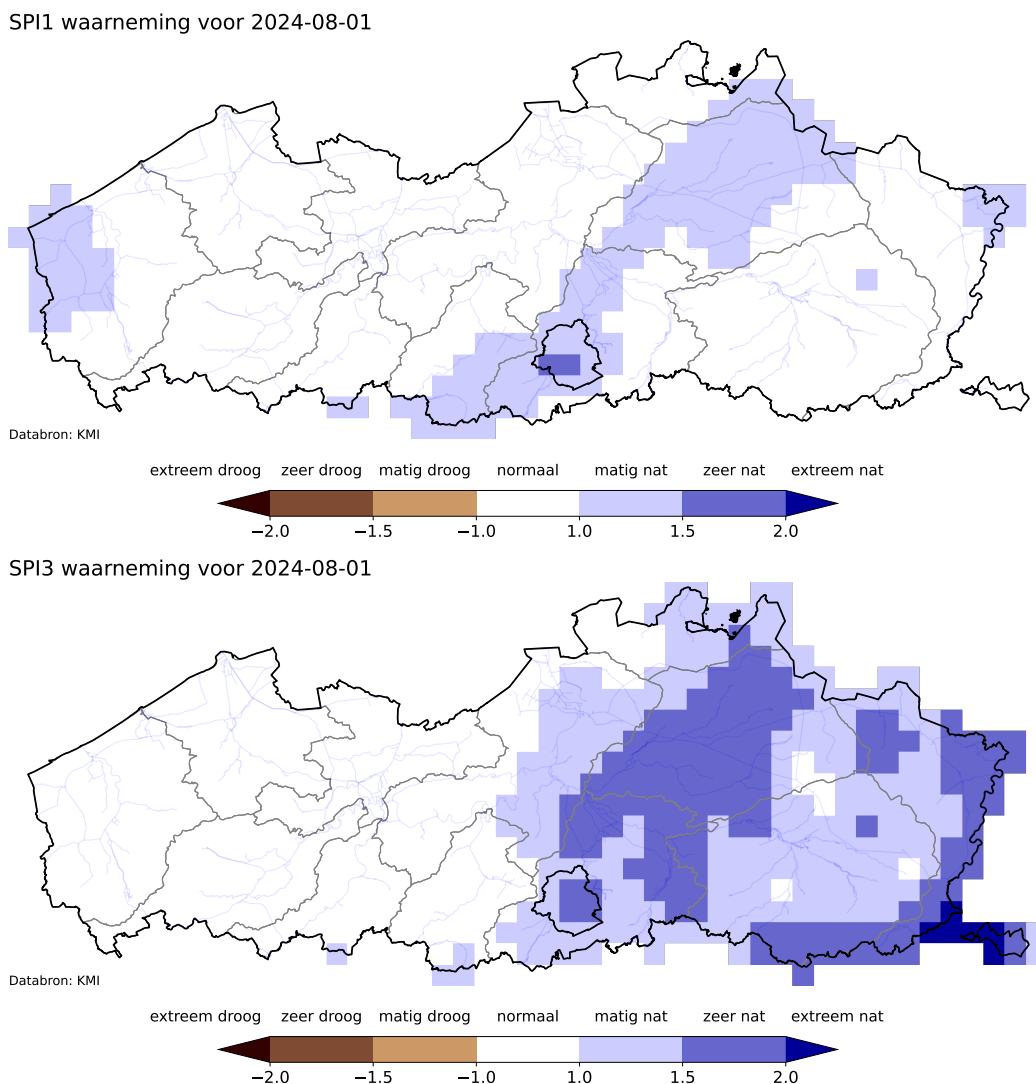 SPI1 waarneming voor 2024-08-01
Databron: KMI
extreem droog zeer droog matig droog normaal matig nat zeer nat extreem nat
−2.0 −1.5 −1.0 1.0 1.5 2.0
SPI3 waarneming voor 2024-08-01
Databron: KMI
extreem droog zeer droog matig droog normaal matig nat zeer nat extreem nat
−2.0 −1.5 −1.0 1.0 1.5 2.0